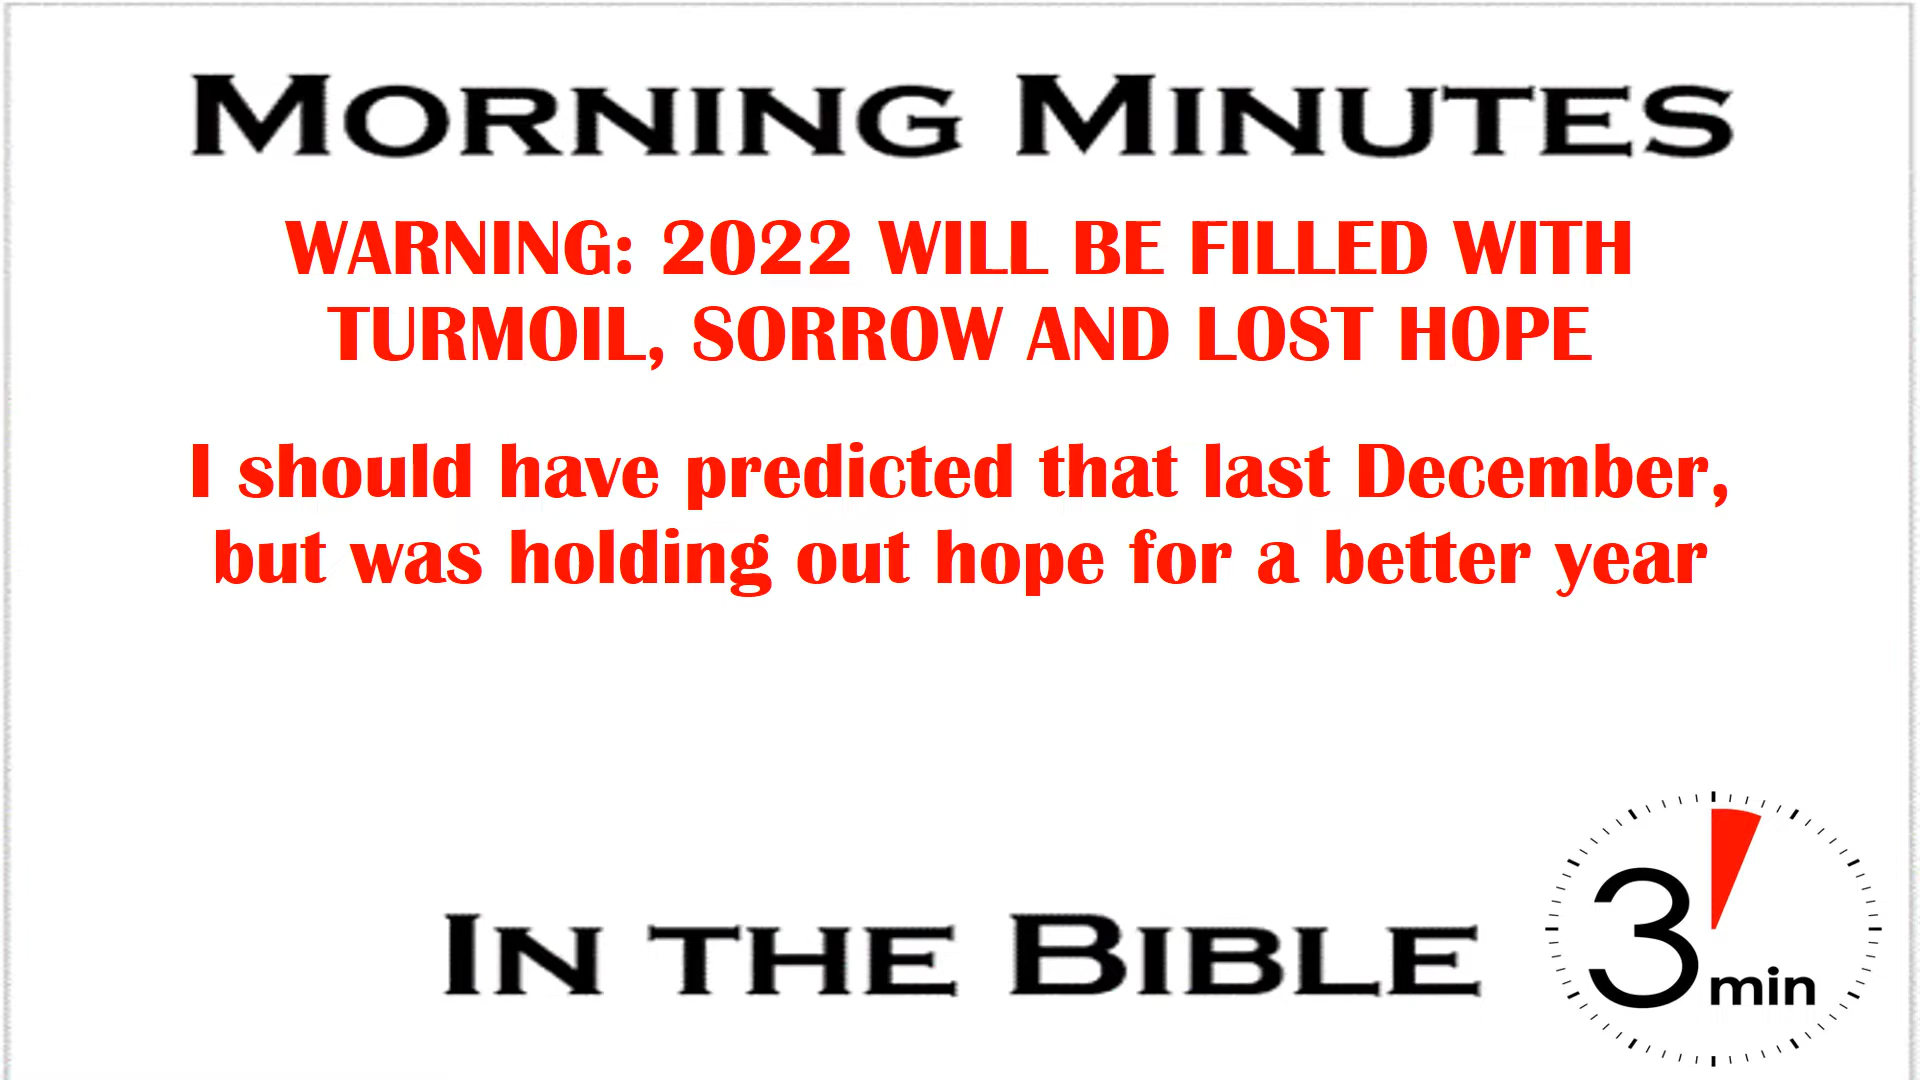 MORNING MINUTES
WARNING: 2022 WILL BE FILLED WITH
TURMOIL, SORROW AND LOST HOPE
I should have predicted that last December,
but was holding out hope for a better year
IN THE BIBLE
3 min